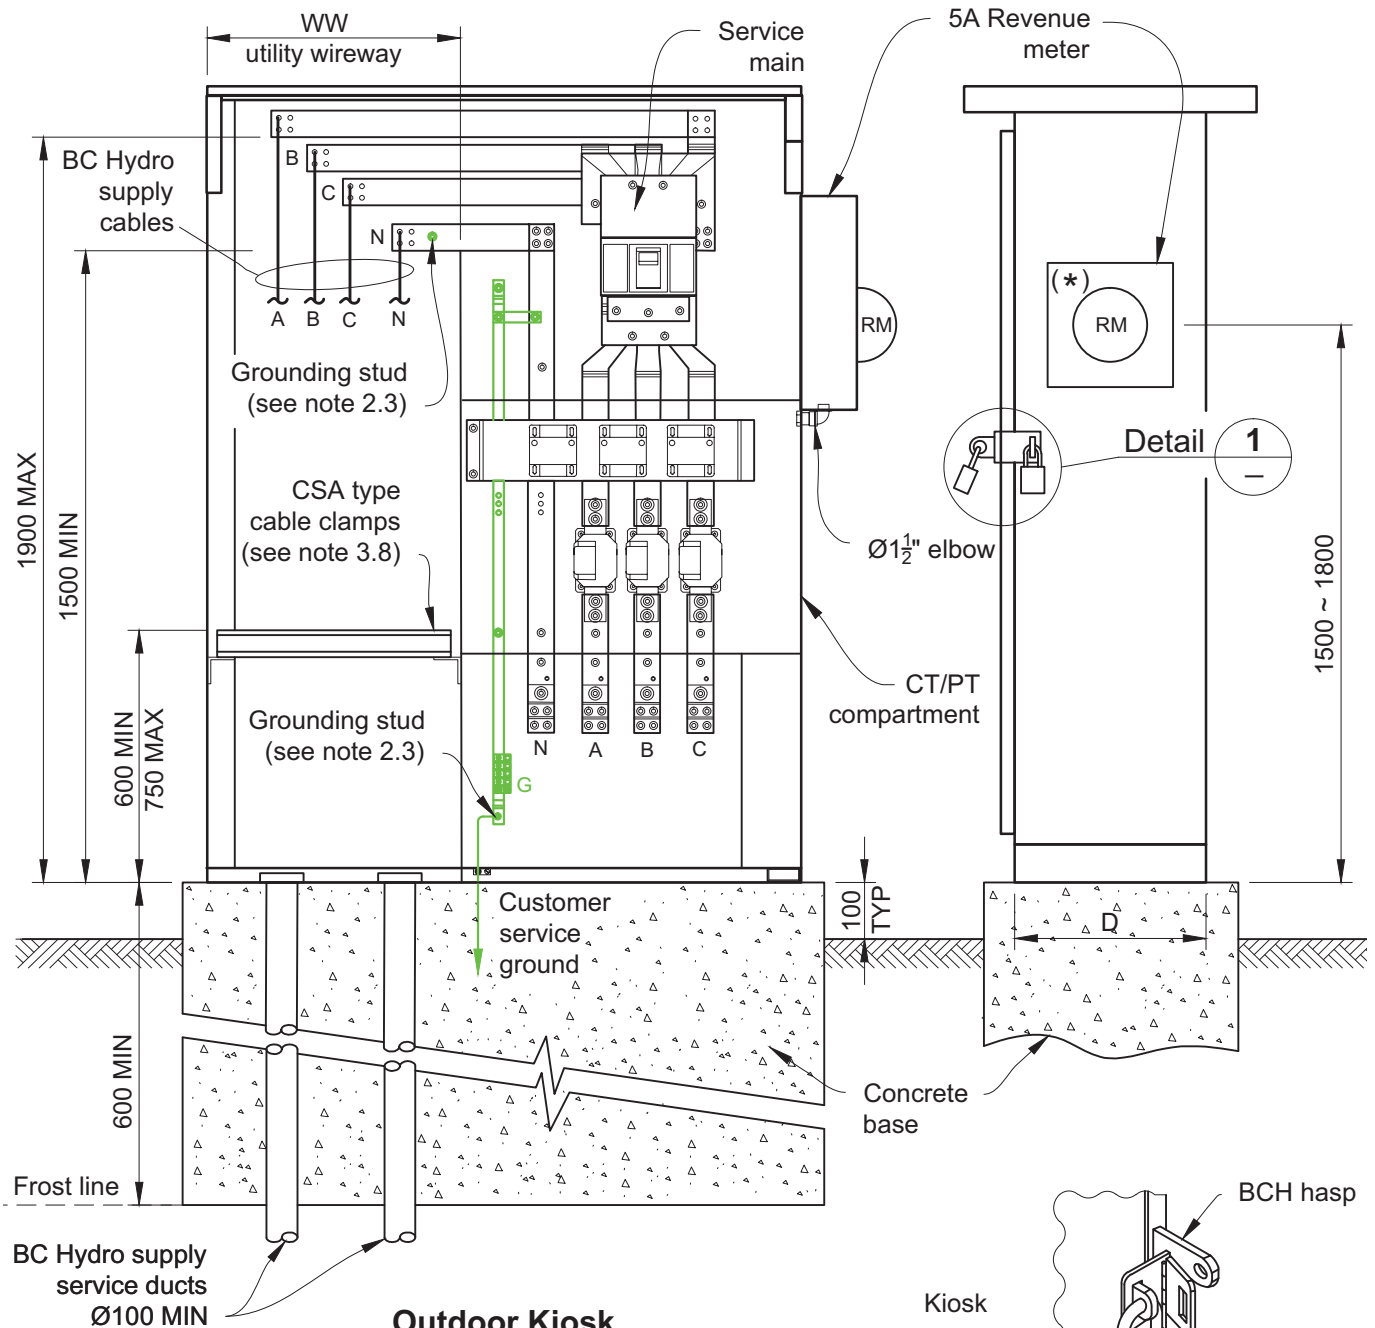 WW
utility wireway
Service
main
5A Revenue
meter
BC Hydro
supply
cables
B
C
N
A
B
C
N
RM
(*)
RM
Grounding stud
(see note 2.3)
Detail
1
–
1900 MAX
1500 MIN
CSA type
cable clamps
(see note 3.8)
Ø1½" elbow
1500 ~ 1800
600 MIN
750 MAX
Grounding stud
(see note 2.3)
CT/PT
compartment
N
A
B
C
G
Customer
service
ground
100
TYP
D
600 MIN
Concrete
base
Frost line
BCH hasp
BC Hydro supply
service ducts
Ø100 MIN
Kiosk
Outdoor Kiosk